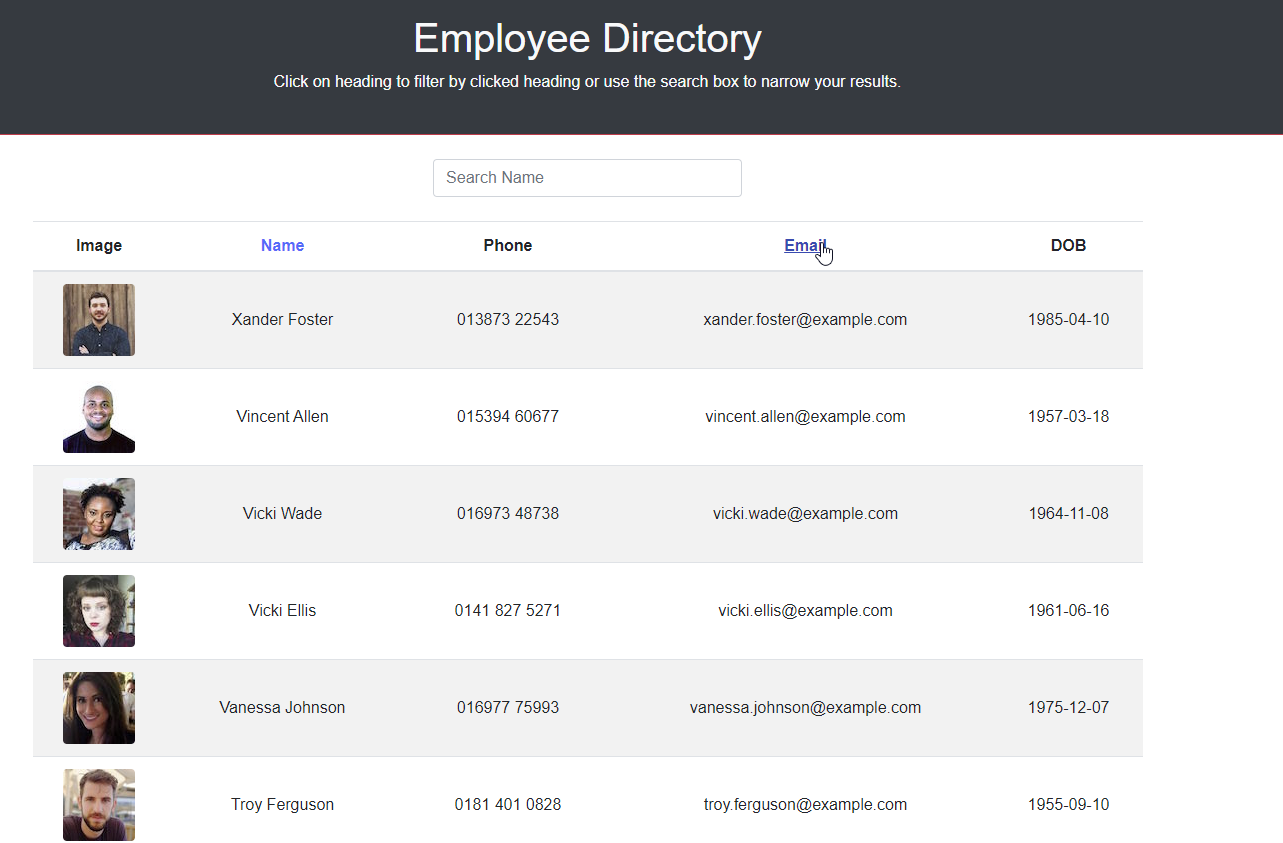 Employee Directory
Click on heading to filter by clicked heading or use the search box to narrow your results.
Search Name
Image Name Phone Email DOB
Xander Foster 013873 22543 xander.foster@example.com 1985-04-10
Vincent Allen 015394 60677 vincent.allen@example.com 1957-03-18
Vicki Wade 016973 48738 vicki.wade@example.com 1964-11-08
Vicki Ellis 0141 827 5271 vicki.ellis@example.com 1961-06-16
Vanessa Johnson 016977 75993 vanessa.johnson@example.com 1975-12-07
Troy Ferguson 0181 401 0828 troy.ferguson@example.com 1955-09-10